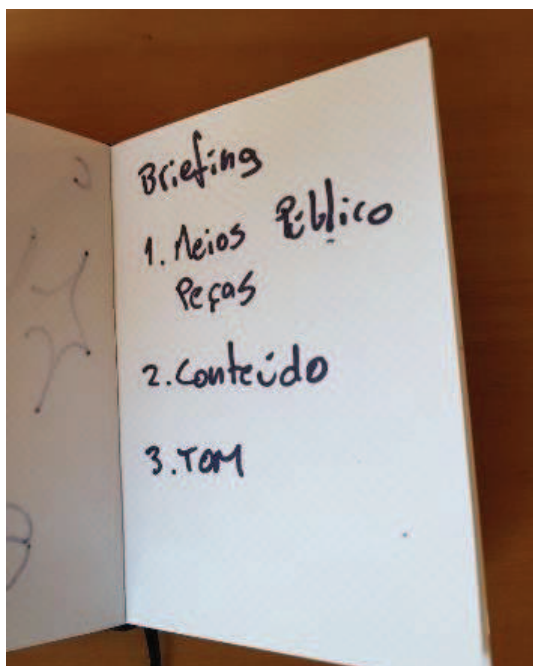 Briefing
1. Meios Público
Peças
2. Conteúdo
3. TOM